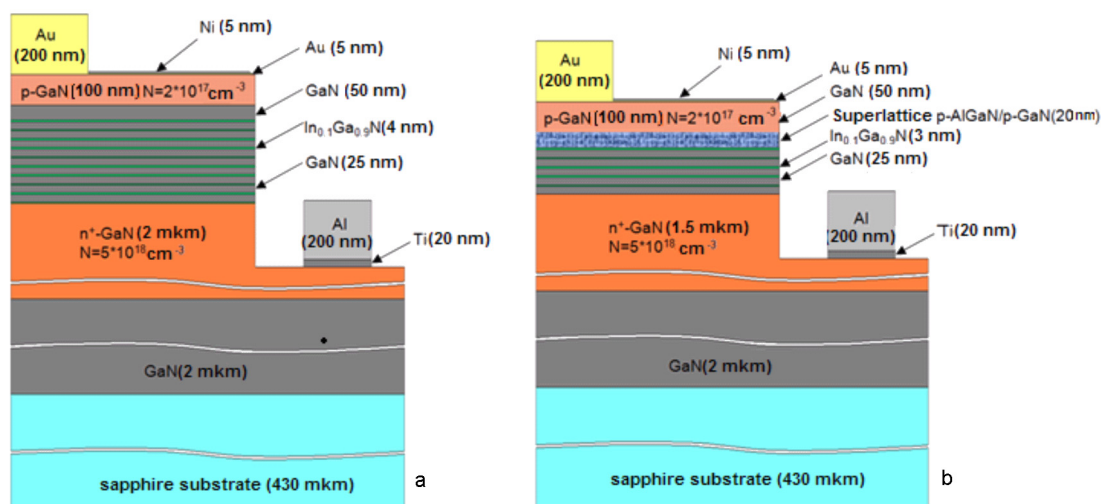 Au
(200 nm)
Ni (5 nm)
Au (5 nm)
p-GaN[100 nm) N=2*10¹⁷cm⁻³
GaN (50 nm)
In₀.₁Ga₀.₉N(4 nm)
GaN (25 nm)
n⁺-GaN (2 mkm)
N=5*10¹⁸cm⁻³
Al
(200 nm)
Ti(20 nm)
GaN(2 mkm)
sapphire substrate (430 mkm)
a
Au
(200 nm)
Ni (5 nm)
Au (5 nm)
GaN (50 nm)
p-GaN (100 nm) N=2*10¹⁷ cm⁻³
Superlattice p-AlGaN/p-GaN(20nm)
In₀.₁Ga₀.₉N(3 nm)
GaN (25 nm)
n⁺-GaN (1.5 mkm)
N=5*10¹⁸ cm⁻³
Al
(200 nm)
Ti(20 nm)
GaN(2 mkm)
sapphire substrate (430 mkm)
b